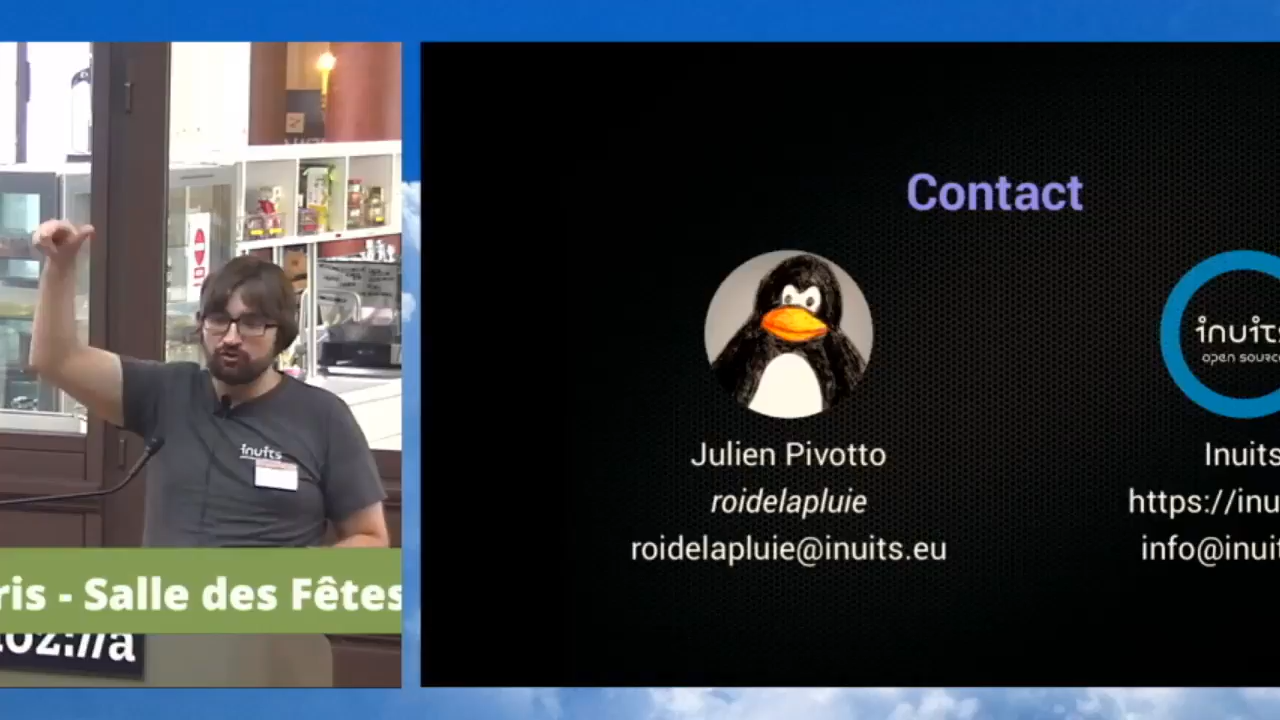 Contact
inuits
open source
Julien Pivotto
roidelapluie
roidelapluie@inuits.eu
Inuits
https://inu
info@inuit
inuits
ris - Salle des Fêtes
oz://a